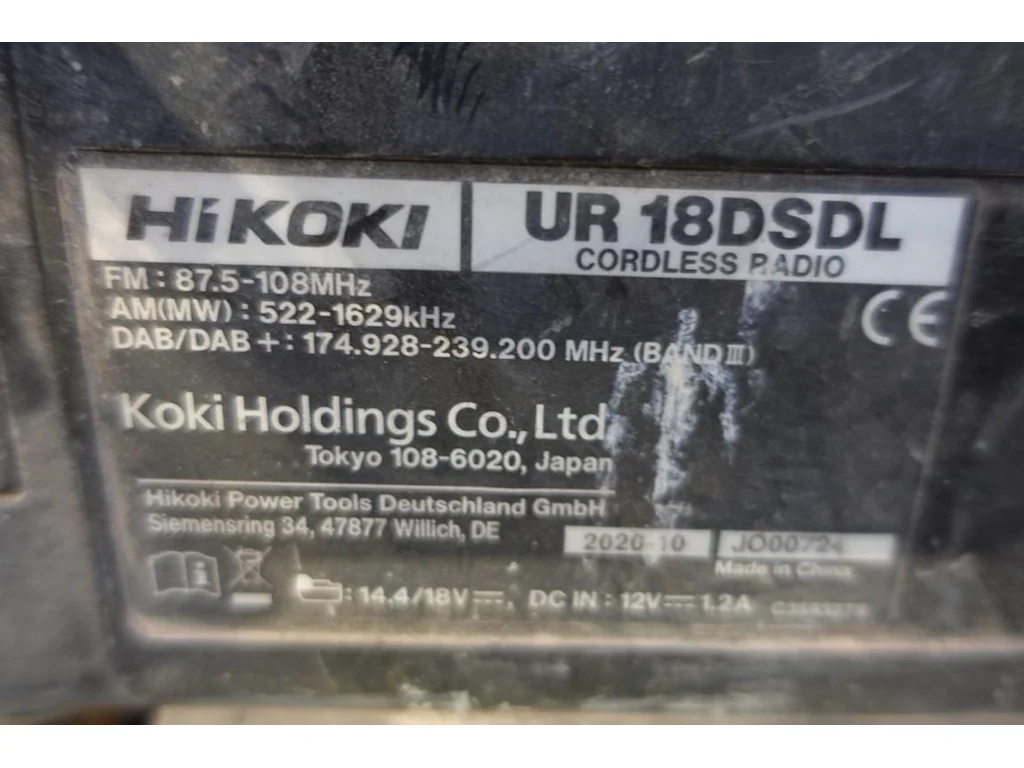 HiKOKI
UR 18DSDL
CORDLESS RADIO
FM : 87.5-108MHz
AM(MW) : 522-1629kHz
DAB/DAB+ : 174.928-239.200 MHz (BAND III)
CE
Koki Holdings Co., Ltd.
Tokyo 108-6020, Japan
Hikoki Power Tools Deutschland GmbH
Siemensring 34, 47877 Willich, DE
2020-10 JO00724
Made in China
: 14.4/18V ⎓, DC IN : 12V ⎓ 1.2A